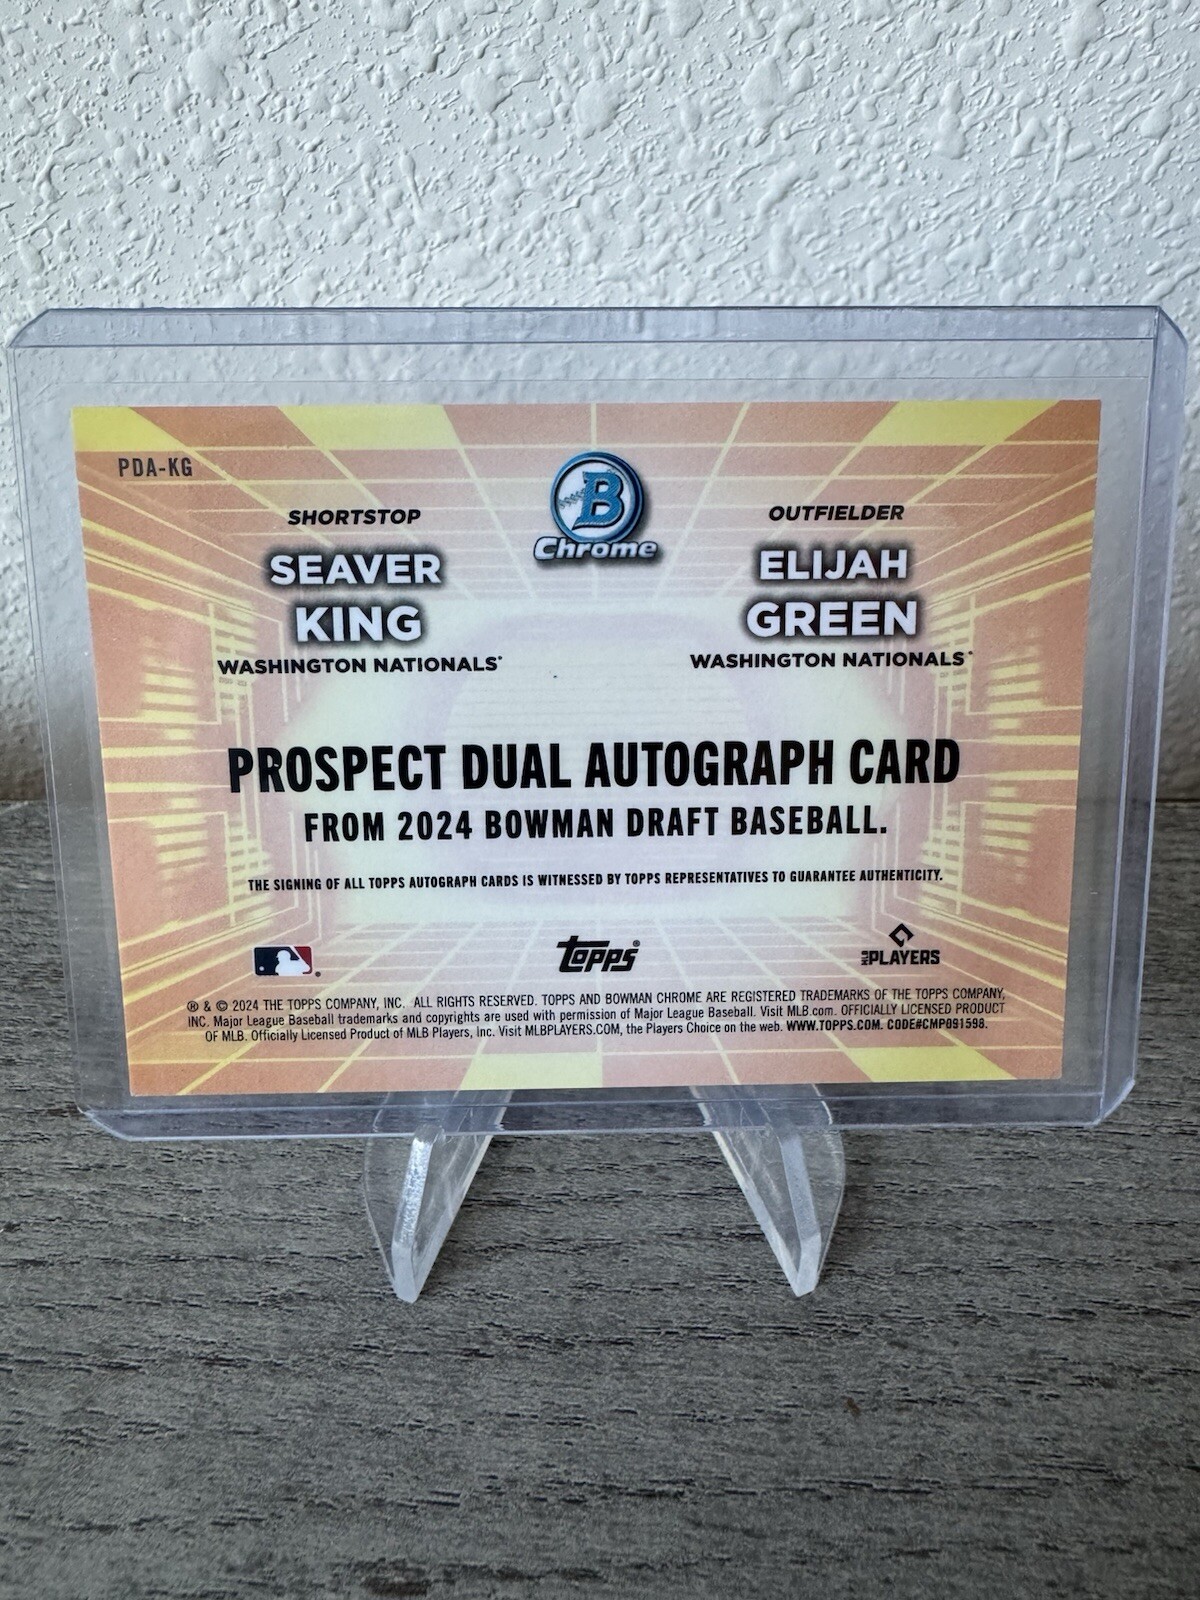 PDA-KG
B
Chrome
SHORTSTOP
SEAVER
KING
WASHINGTON NATIONALS®
OUTFIELDER
ELIJAH
GREEN
WASHINGTON NATIONALS®
PROSPECT DUAL AUTOGRAPH CARD
FROM 2024 BOWMAN DRAFT BASEBALL.
THE SIGNING OF ALL TOPPS AUTOGRAPH CARDS IS WITNESSED BY TOPPS REPRESENTATIVES TO GUARANTEE AUTHENTICITY.
topps®
MLB PLAYERS
® & © 2024 THE TOPPS COMPANY, INC. ALL RIGHTS RESERVED. TOPPS AND BOWMAN CHROME ARE REGISTERED TRADEMARKS OF THE TOPPS COMPANY,
INC. Major League Baseball trademarks and copyrights are used with permission of Major League Baseball. Visit MLB.com. OFFICIALLY LICENSED PRODUCT
OF MLB. Officially Licensed Product of MLB Players, Inc. Visit MLBPLAYERS.COM, the Players Choice on the web. WWW.TOPPS.COM. CODE#CMP091598.